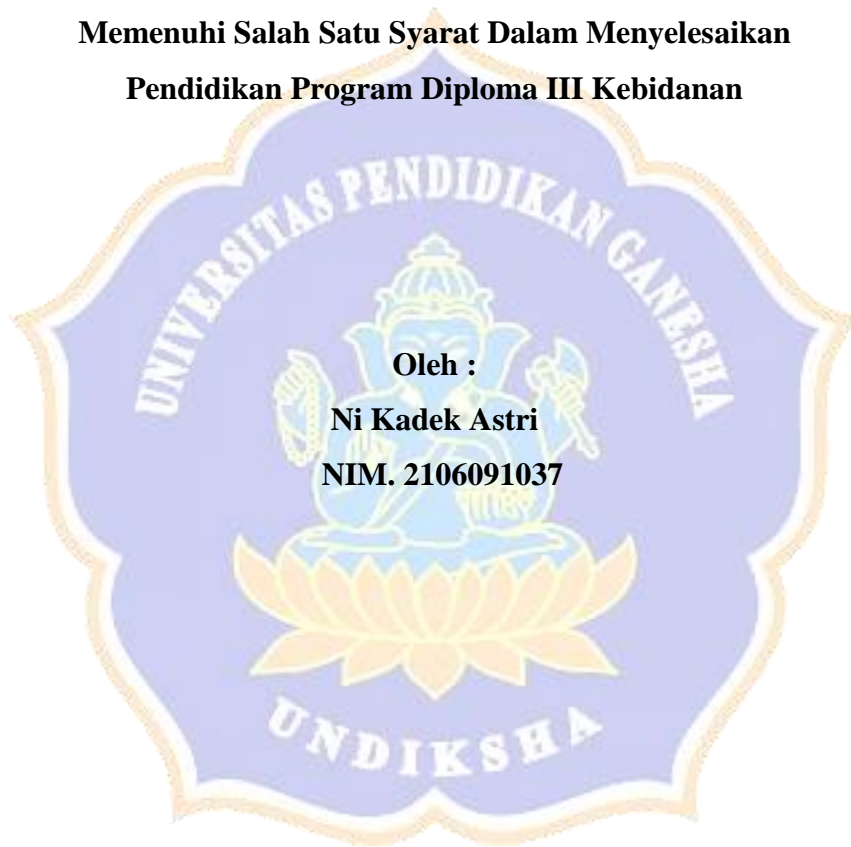 Memenuhi Salah Satu Syarat Dalam Menyelesaikan
Pendidikan Program Diploma III Kebidanan
UNIVERSITAS PENDIDIKAN GANESHA
Oleh :
Ni Kadek Astri
NIM. 2106091037
UNDIKSHA